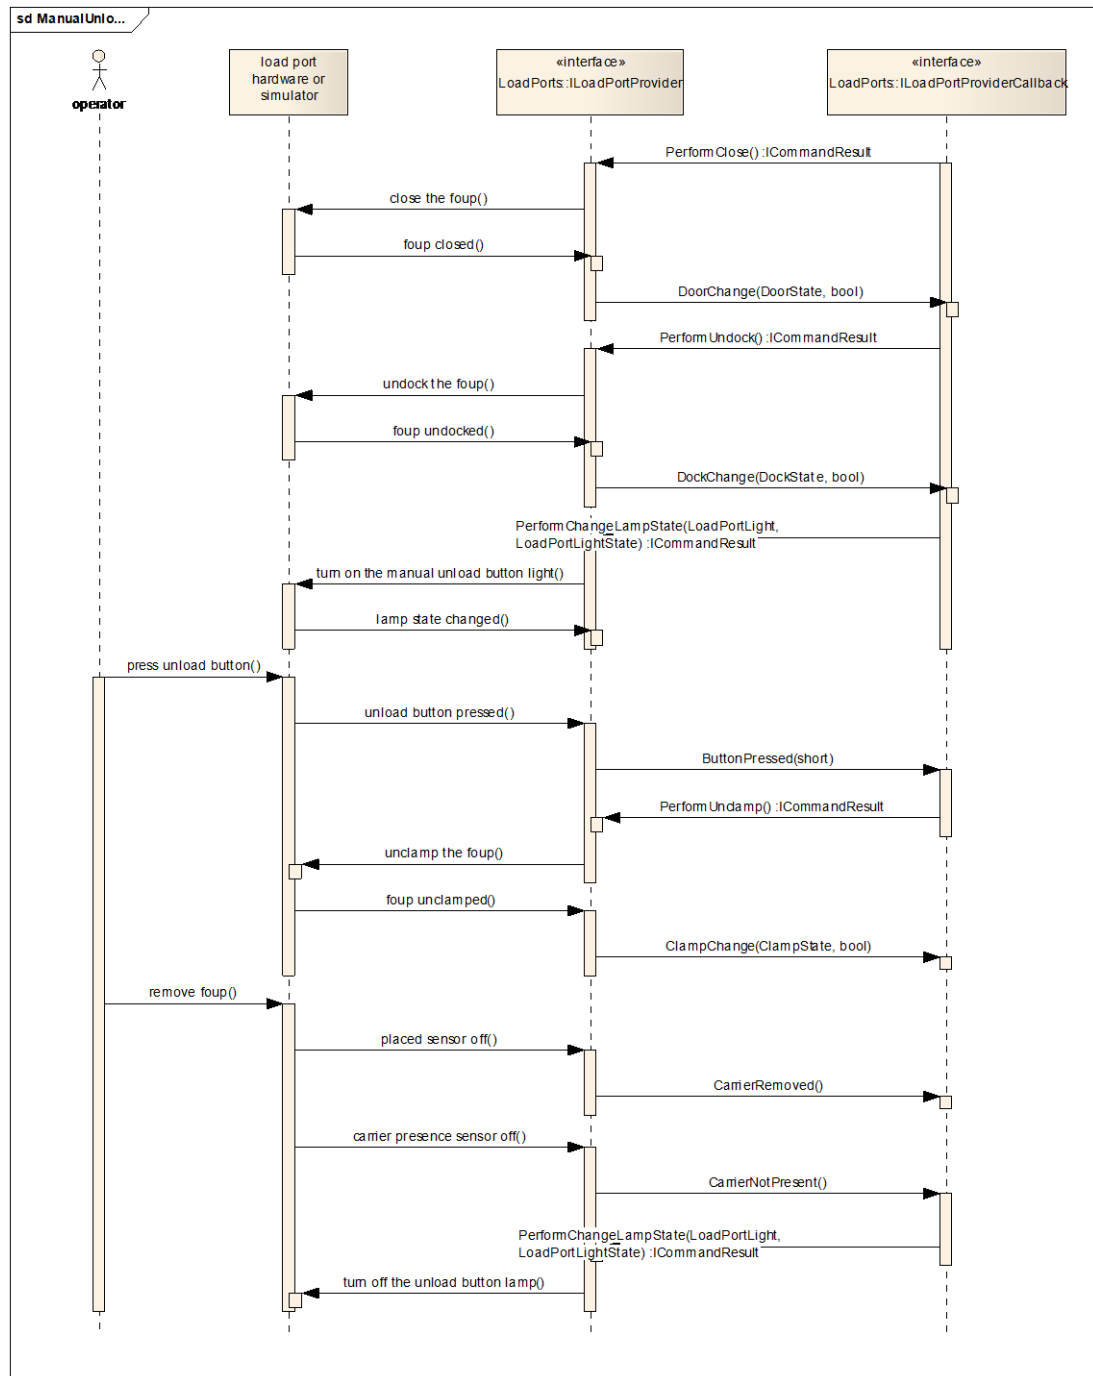 sd ManualUnlo...
operator
load port
hardware or
simulator
«interface»
LoadPorts::ILoadPortProvider
«interface»
LoadPorts::ILoadPortProviderCallback
PerformClose() :ICommandResult
close the foup()
foup closed()
DoorChange(DoorState, bool)
PerformUndock() :ICommandResult
undock the foup()
foup undocked()
DockChange(DockState, bool)
PerformChangeLampState(LoadPortLight,
LoadPortLightState) :ICommandResult
turn on the manual unload button light()
lamp state changed()
press unload button()
unload button pressed()
ButtonPressed(short)
PerformUnclamp() :ICommandResult
unclamp the foup()
foup unclamped()
ClampChange(ClampState, bool)
remove foup()
placed sensor off()
CarrierRemoved()
carrier presence sensor off()
CarrierNotPresent()
PerformChangeLampState(LoadPortLight,
LoadPortLightState) :ICommandResult
turn off the unload button lamp()